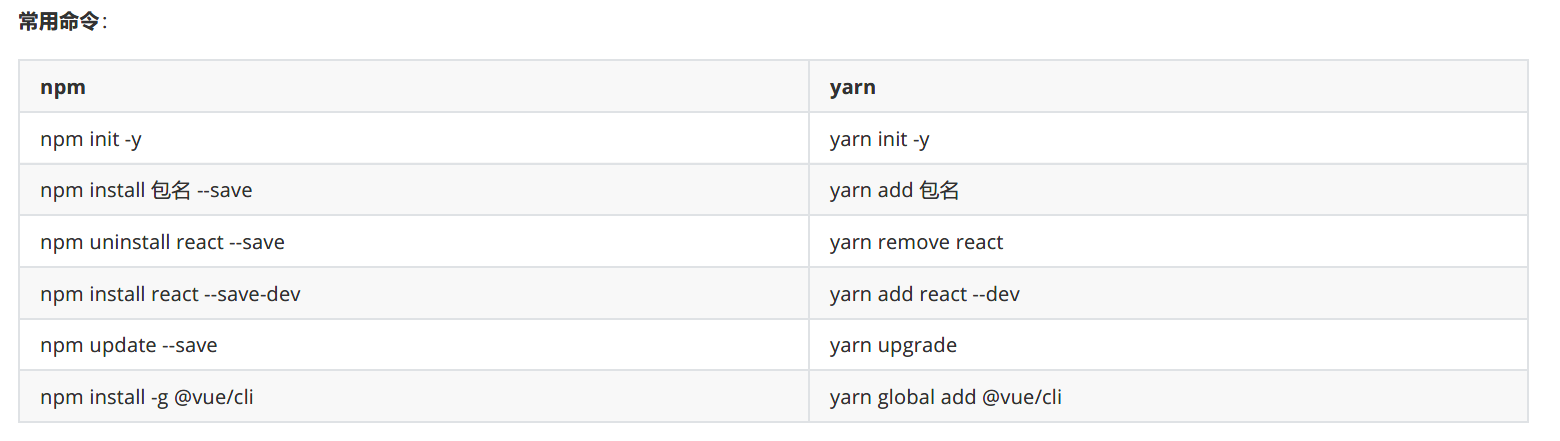 常用命令：
npm yarn
npm init -y yarn init -y
npm install 包名 --save yarn add 包名
npm uninstall react --save yarn remove react
npm install react --save-dev yarn add react --dev
npm update --save yarn upgrade
npm install -g @vue/cli yarn global add @vue/cli